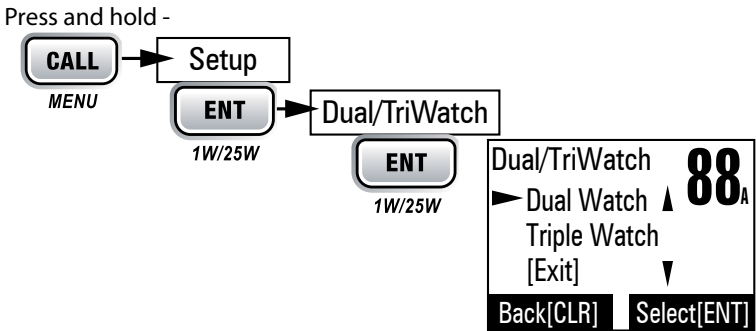 Press and hold -
CALL
MENU
Setup
ENT
1W/25W
Dual/TriWatch
ENT
1W/25W
Dual/TriWatch
88A
Dual Watch
Triple Watch
[Exit]
Back[CLR] Select[ENT]